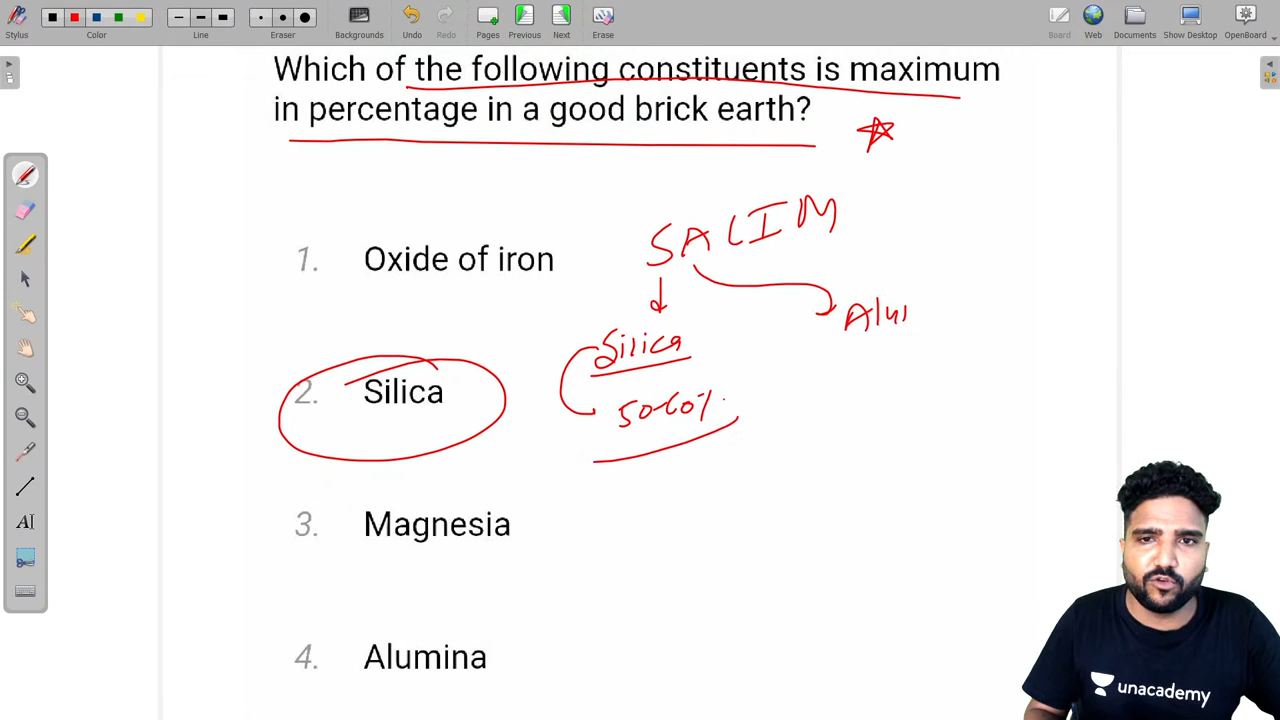 Stylus
Color
Line
Eraser
Backgrounds
Undo
Redo
Pages
Previous
Next
Erase
Board
Web
Documents
Show Desktop
OpenBoard
Which of the following constituents is maximum
in percentage in a good brick earth?
SALIM
1. Oxide of iron
Alu
Silica
2. Silica
50-60%
3. Magnesia
4. Alumina
AI
unacademy